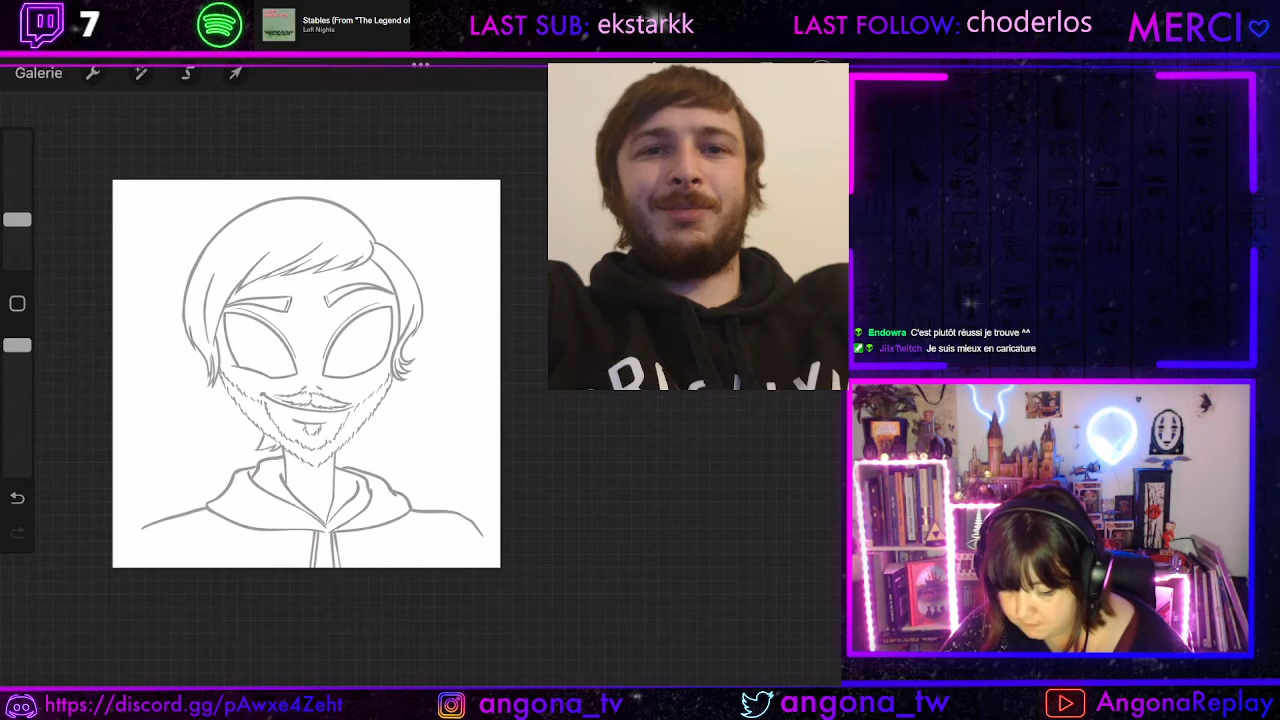 7
Stables (From "The Legend of
Lofi Nights
LAST SUB: ekstarkk
LAST FOLLOW: choderlos
MERCI
Galerie
Endowra C'est plutôt réussi je trouve ^^
JiixTwitch Je suis mieux en caricature
https://discord.gg/pAwxe4Zeht
angona_tv
angona_tw
AngonaReplay